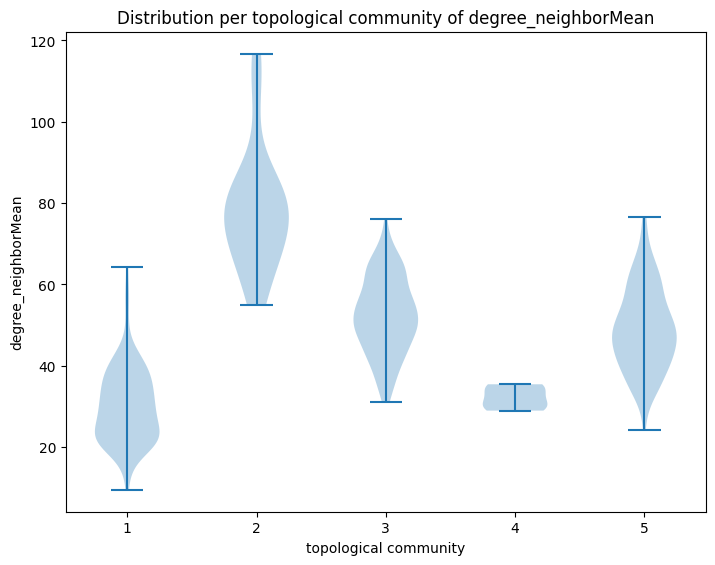 Distribution per topological community of degree_neighborMean
120
100
80
60
40
20
degree_neighborMean
1 2 3 4 5
topological community